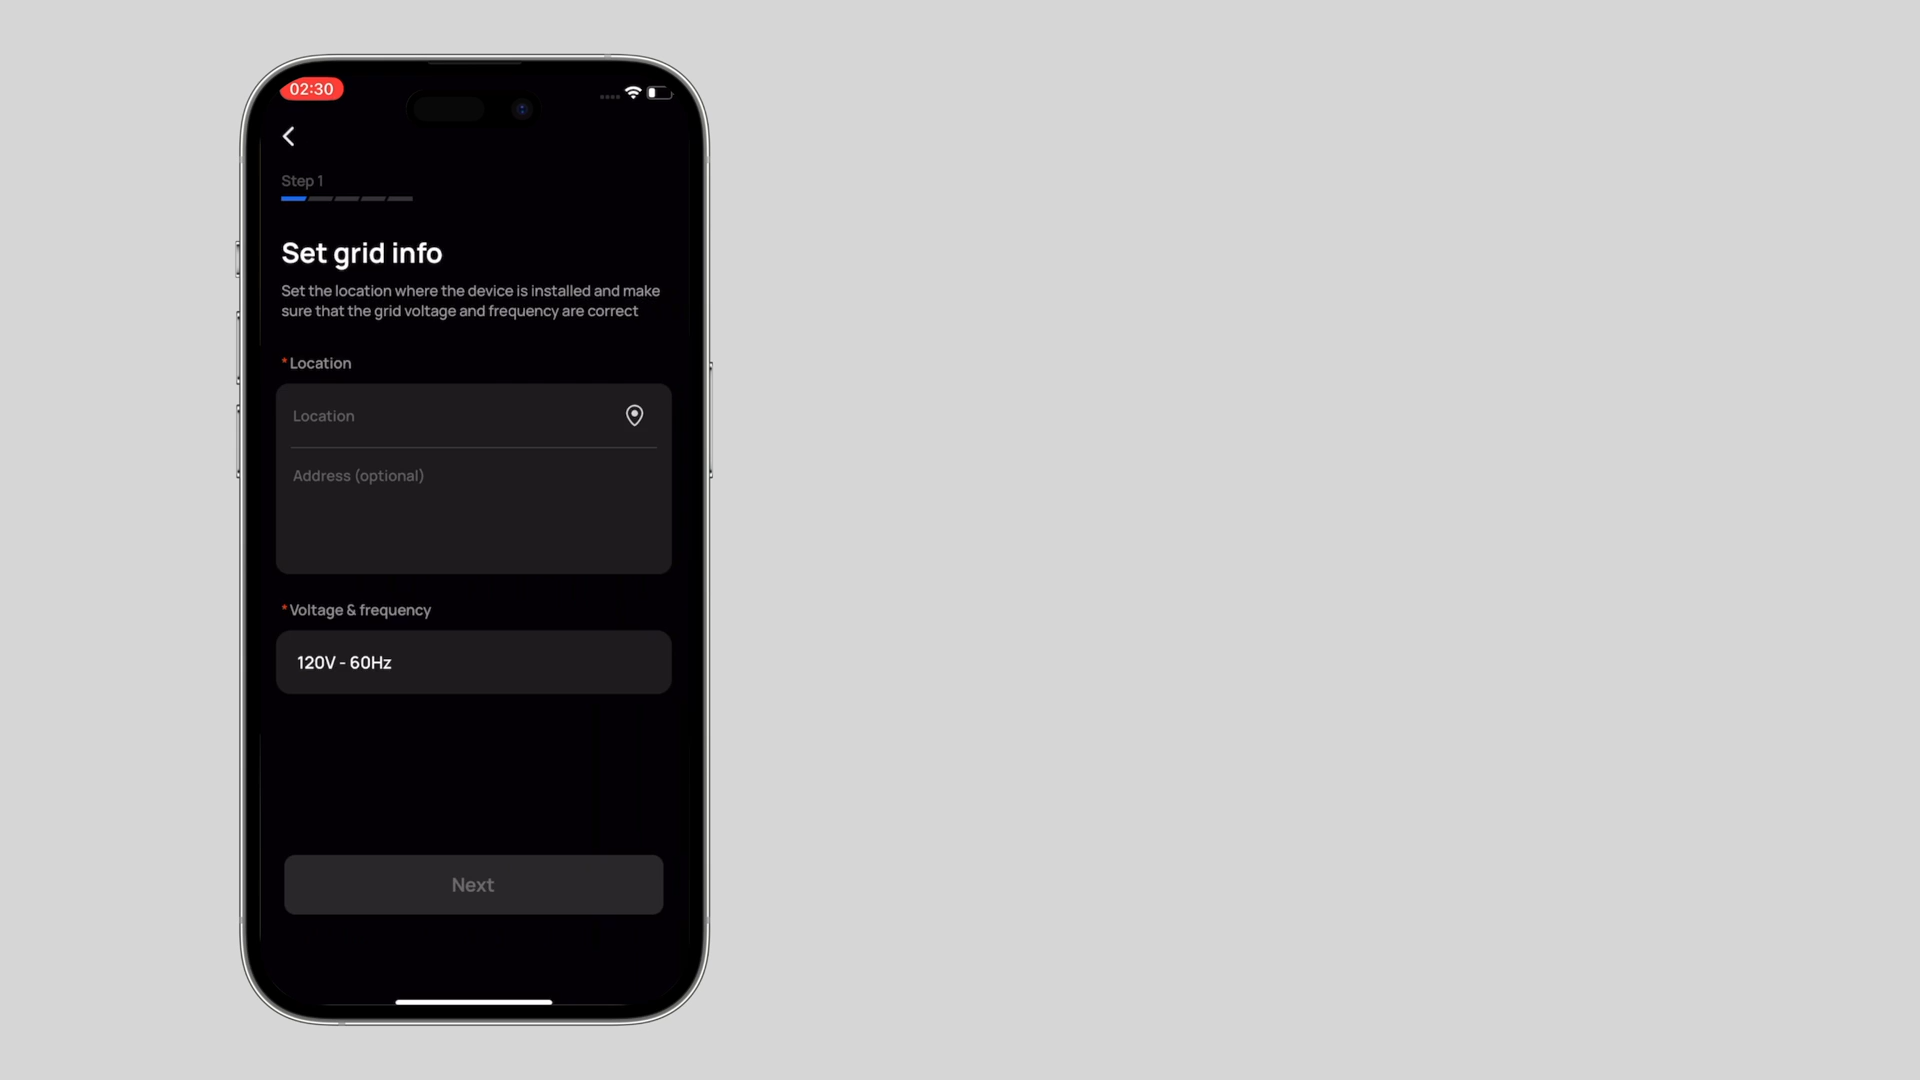 02:30
Step 1
Set grid info
Set the location where the device is installed and make
sure that the grid voltage and frequency are correct
*Location
Location
Address (optional)
*Voltage & frequency
120V - 60Hz
Next